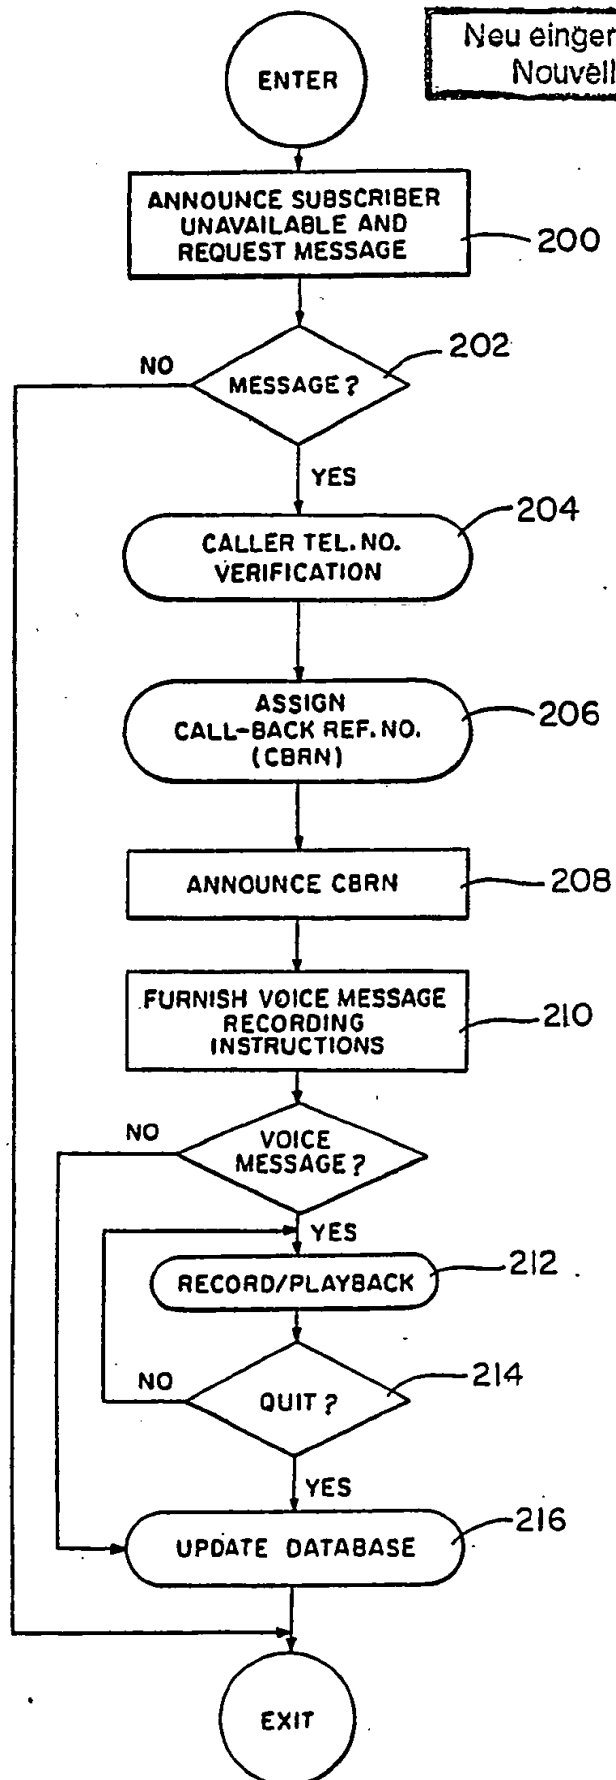 Neu einger
Nouvell
ENTER
ANNOUNCE SUBSCRIBER
UNAVAILABLE AND
REQUEST MESSAGE
200
202
NO
MESSAGE?
YES
204
CALLER TEL. NO.
VERIFICATION
ASSIGN
CALL-BACK REF. NO.
(CBRN)
206
ANNOUNCE CBRN
208
FURNISH VOICE MESSAGE
RECORDING
INSTRUCTIONS
210
NO
VOICE
MESSAGE?
YES
RECORD/PLAYBACK
212
NO
QUIT?
214
YES
UPDATE DATABASE
216
EXIT